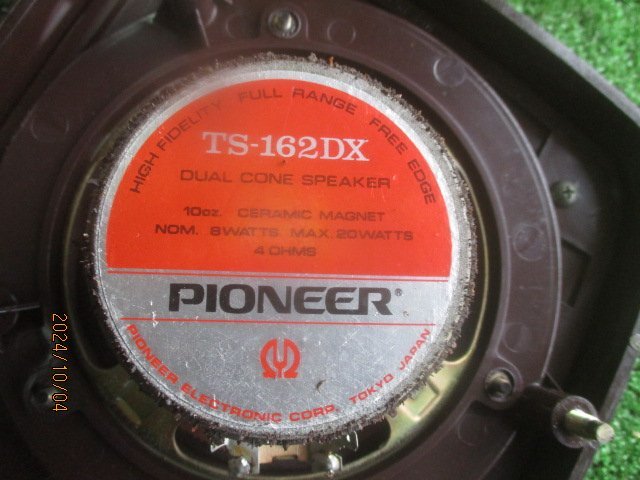 HIGH FIDELITY FULL RANGE FREE EDGE
TS-162DX
DUAL CONE SPEAKER
10oz. CERAMIC MAGNET
NOM. 8WATTS MAX. 20WATTS
4 OHMS
PIONEER®
PIONEER ELECTRONIC CORP. TOKYO JAPAN
2024/10/04